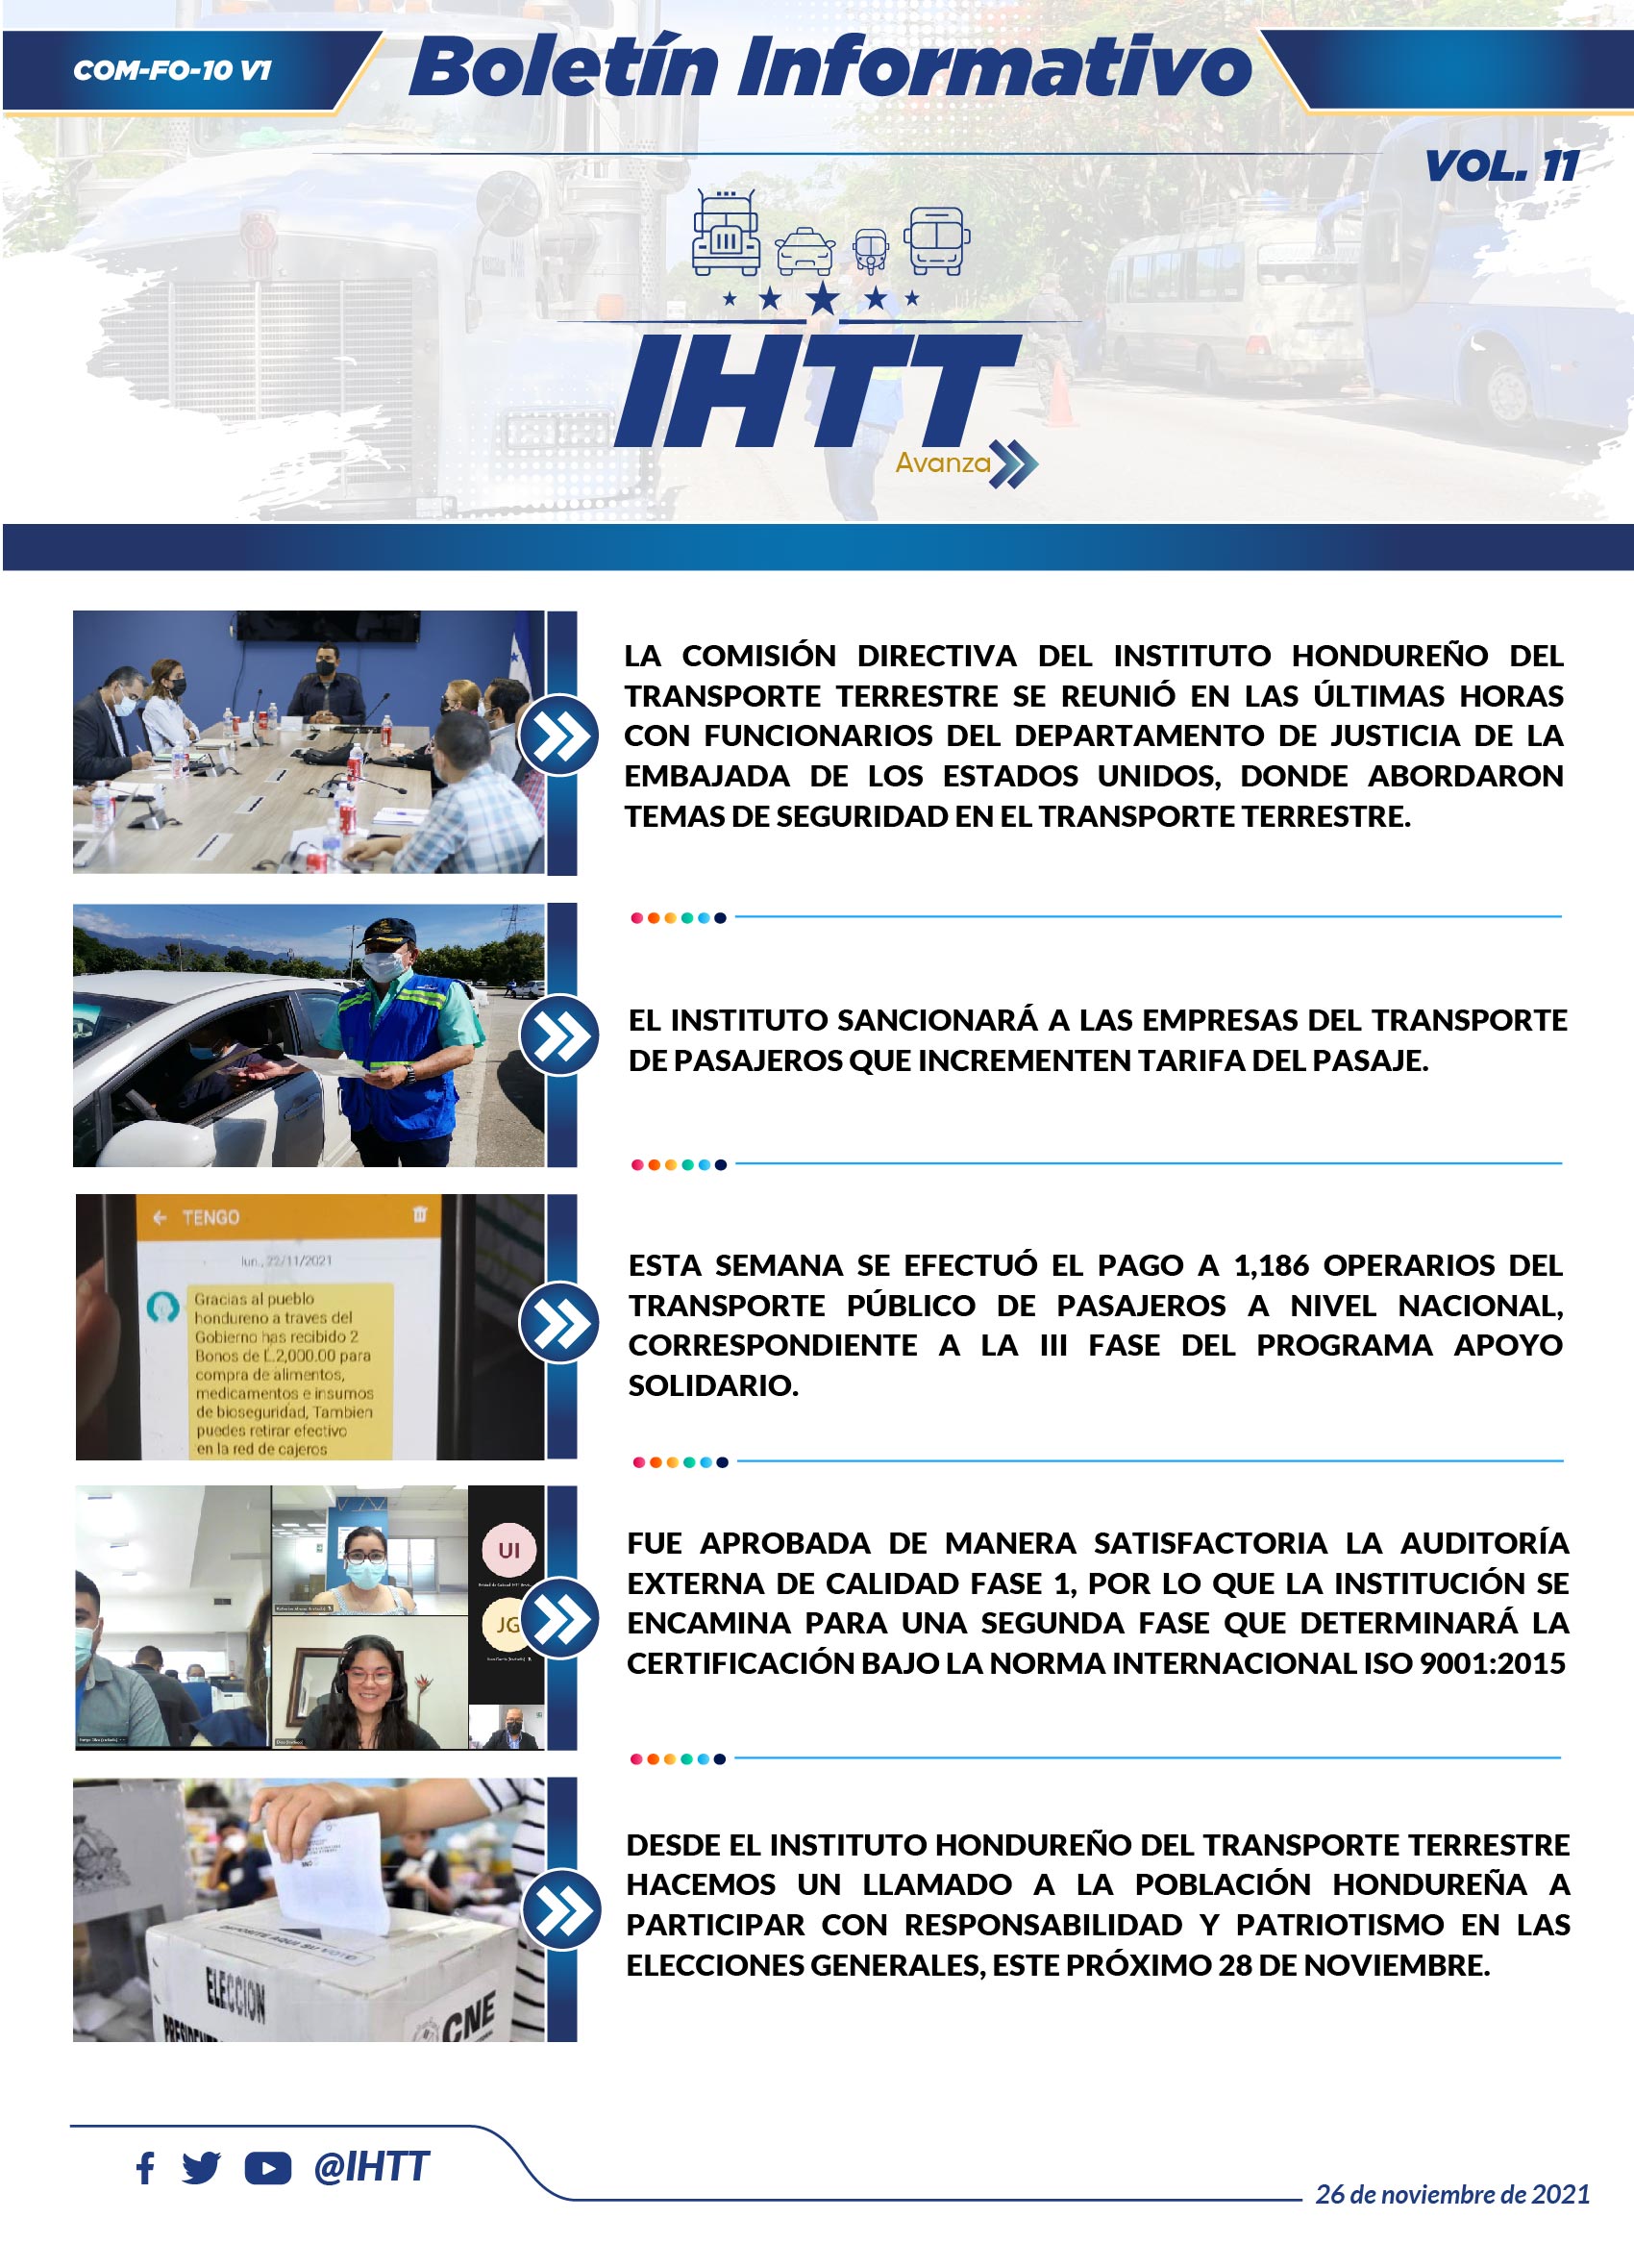 COM-FO-10 V1
Boletín Informativo
VOL. 11
IHTT
Avanza
LA COMISIÓN DIRECTIVA DEL INSTITUTO HONDUREÑO DEL
TRANSPORTE TERRESTRE SE REUNIÓ EN LAS ÚLTIMAS HORAS
CON FUNCIONARIOS DEL DEPARTAMENTO DE JUSTICIA DE LA
EMBAJADA DE LOS ESTADOS UNIDOS, DONDE ABORDARON
TEMAS DE SEGURIDAD EN EL TRANSPORTE TERRESTRE.
EL INSTITUTO SANCIONARÁ A LAS EMPRESAS DEL TRANSPORTE
DE PASAJEROS QUE INCREMENTEN TARIFA DEL PASAJE.
TENGO
lun., 22/11/2021
Gracias al pueblo
hondureno a traves del
Gobierno has recibido 2
Bonos de L.2,000.00 para
compra de alimentos,
medicamentos e insumos
de bioseguridad, Tambien
puedes retirar efectivo
en la red de cajeros
ESTA SEMANA SE EFECTUÓ EL PAGO A 1,186 OPERARIOS DEL
TRANSPORTE PÚBLICO DE PASAJEROS A NIVEL NACIONAL,
CORRESPONDIENTE A LA III FASE DEL PROGRAMA APOYO
SOLIDARIO.
UI
JG
FUE APROBADA DE MANERA SATISFACTORIA LA AUDITORÍA
EXTERNA DE CALIDAD FASE 1, POR LO QUE LA INSTITUCIÓN SE
ENCAMINA PARA UNA SEGUNDA FASE QUE DETERMINARÁ LA
CERTIFICACIÓN BAJO LA NORMA INTERNACIONAL ISO 9001:2015
DEPOSITE AQUI SU VOTO
ELECCION
CNE
DESDE EL INSTITUTO HONDUREÑO DEL TRANSPORTE TERRESTRE
HACEMOS UN LLAMADO A LA POBLACIÓN HONDUREÑA A
PARTICIPAR CON RESPONSABILIDAD Y PATRIOTISMO EN LAS
ELECCIONES GENERALES, ESTE PRÓXIMO 28 DE NOVIEMBRE.
@IHTT
26 de noviembre de 2021